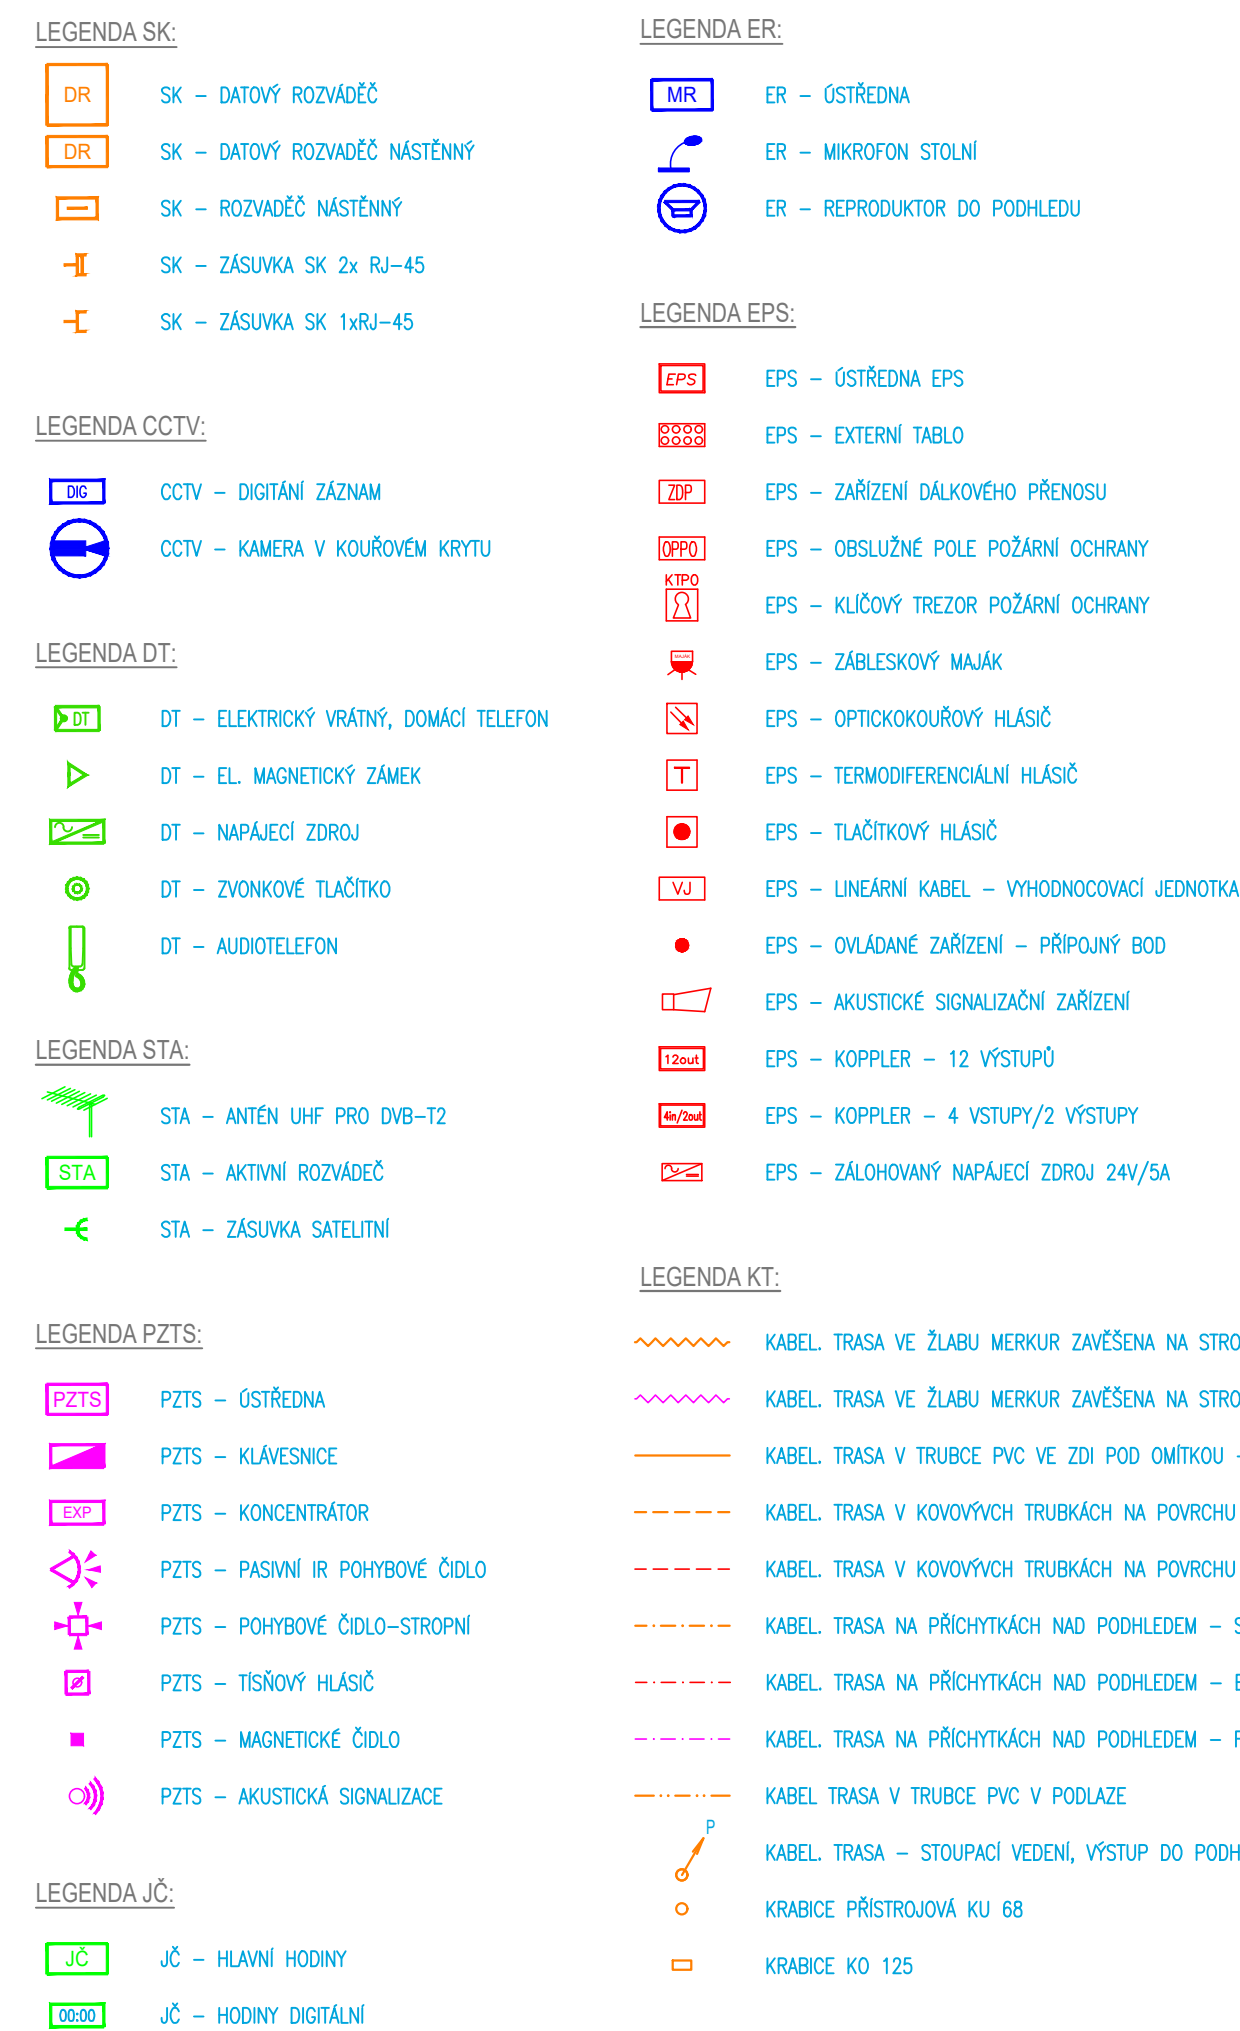 LEGENDA SK:
DR SK – DATOVÝ ROZVÁDĚČ
DR SK – DATOVÝ ROZVADĚČ NÁSTĚNNÝ
SK – ROZVADĚČ NÁSTĚNNÝ
SK – ZÁSUVKA SK 2x RJ–45
SK – ZÁSUVKA SK 1xRJ–45
LEGENDA CCTV:
DIG CCTV – DIGITÁNÍ ZÁZNAM
CCTV – KAMERA V KOUŘOVÉM KRYTU
LEGENDA DT:
DT DT – ELEKTRICKÝ VRÁTNÝ, DOMÁCÍ TELEFON
DT – EL. MAGNETICKÝ ZÁMEK
DT – NAPÁJECÍ ZDROJ
DT – ZVONKOVÉ TLAČÍTKO
DT – AUDIOTELEFON
LEGENDA STA:
STA – ANTÉN UHF PRO DVB–T2
STA STA – AKTIVNÍ ROZVÁDEČ
STA – ZÁSUVKA SATELITNÍ
LEGENDA PZTS:
PZTS PZTS – ÚSTŘEDNA
PZTS – KLÁVESNICE
EXP PZTS – KONCENTRÁTOR
PZTS – PASIVNÍ IR POHYBOVÉ ČIDLO
PZTS – POHYBOVÉ ČIDLO–STROPNÍ
PZTS – TÍSŇOVÝ HLÁSIČ
PZTS – MAGNETICKÉ ČIDLO
PZTS – AKUSTICKÁ SIGNALIZACE
LEGENDA JČ:
JČ JČ – HLAVNÍ HODINY
00:00 JČ – HODINY DIGITÁLNÍ
LEGENDA ER:
MR ER – ÚSTŘEDNA
ER – MIKROFON STOLNÍ
ER – REPRODUKTOR DO PODHLEDU
LEGENDA EPS:
EPS EPS – ÚSTŘEDNA EPS
EPS – EXTERNÍ TABLO
ZDP EPS – ZAŘÍZENÍ DÁLKOVÉHO PŘENOSU
OPPO EPS – OBSLUŽNÉ POLE POŽÁRNÍ OCHRANY
KTPO
EPS – KLÍČOVÝ TREZOR POŽÁRNÍ OCHRANY
MAJÁK EPS – ZÁBLESKOVÝ MAJÁK
EPS – OPTICKOKOUŘOVÝ HLÁSIČ
T EPS – TERMODIFERENCIÁLNÍ HLÁSIČ
EPS – TLAČÍTKOVÝ HLÁSIČ
VJ EPS – LINEÁRNÍ KABEL – VYHODNOCOVACÍ JEDNOTKA
EPS – OVLÁDANÉ ZAŘÍZENÍ – PŘÍPOJNÝ BOD
EPS – AKUSTICKÉ SIGNALIZAČNÍ ZAŘÍZENÍ
12out EPS – KOPPLER – 12 VÝSTUPŮ
4in/2out EPS – KOPPLER – 4 VSTUPY/2 VÝSTUPY
EPS – ZÁLOHOVANÝ NAPÁJECÍ ZDROJ 24V/5A
LEGENDA KT:
KABEL. TRASA VE ŽLABU MERKUR ZAVĚŠENA NA STRO
KABEL. TRASA VE ŽLABU MERKUR ZAVĚŠENA NA STRO
KABEL. TRASA V TRUBCE PVC VE ZDI POD OMÍTKOU –
KABEL. TRASA V KOVOVÝVCH TRUBKÁCH NA POVRCHU
KABEL. TRASA V KOVOVÝVCH TRUBKÁCH NA POVRCHU
KABEL. TRASA NA PŘÍCHYTKÁCH NAD PODHLEDEM – S
KABEL. TRASA NA PŘÍCHYTKÁCH NAD PODHLEDEM – E
KABEL. TRASA NA PŘÍCHYTKÁCH NAD PODHLEDEM – P
KABEL TRASA V TRUBCE PVC V PODLAZE
P
KABEL. TRASA – STOUPACÍ VEDENÍ, VÝSTUP DO PODH
KRABICE PŘÍSTROJOVÁ KU 68
KRABICE KO 125